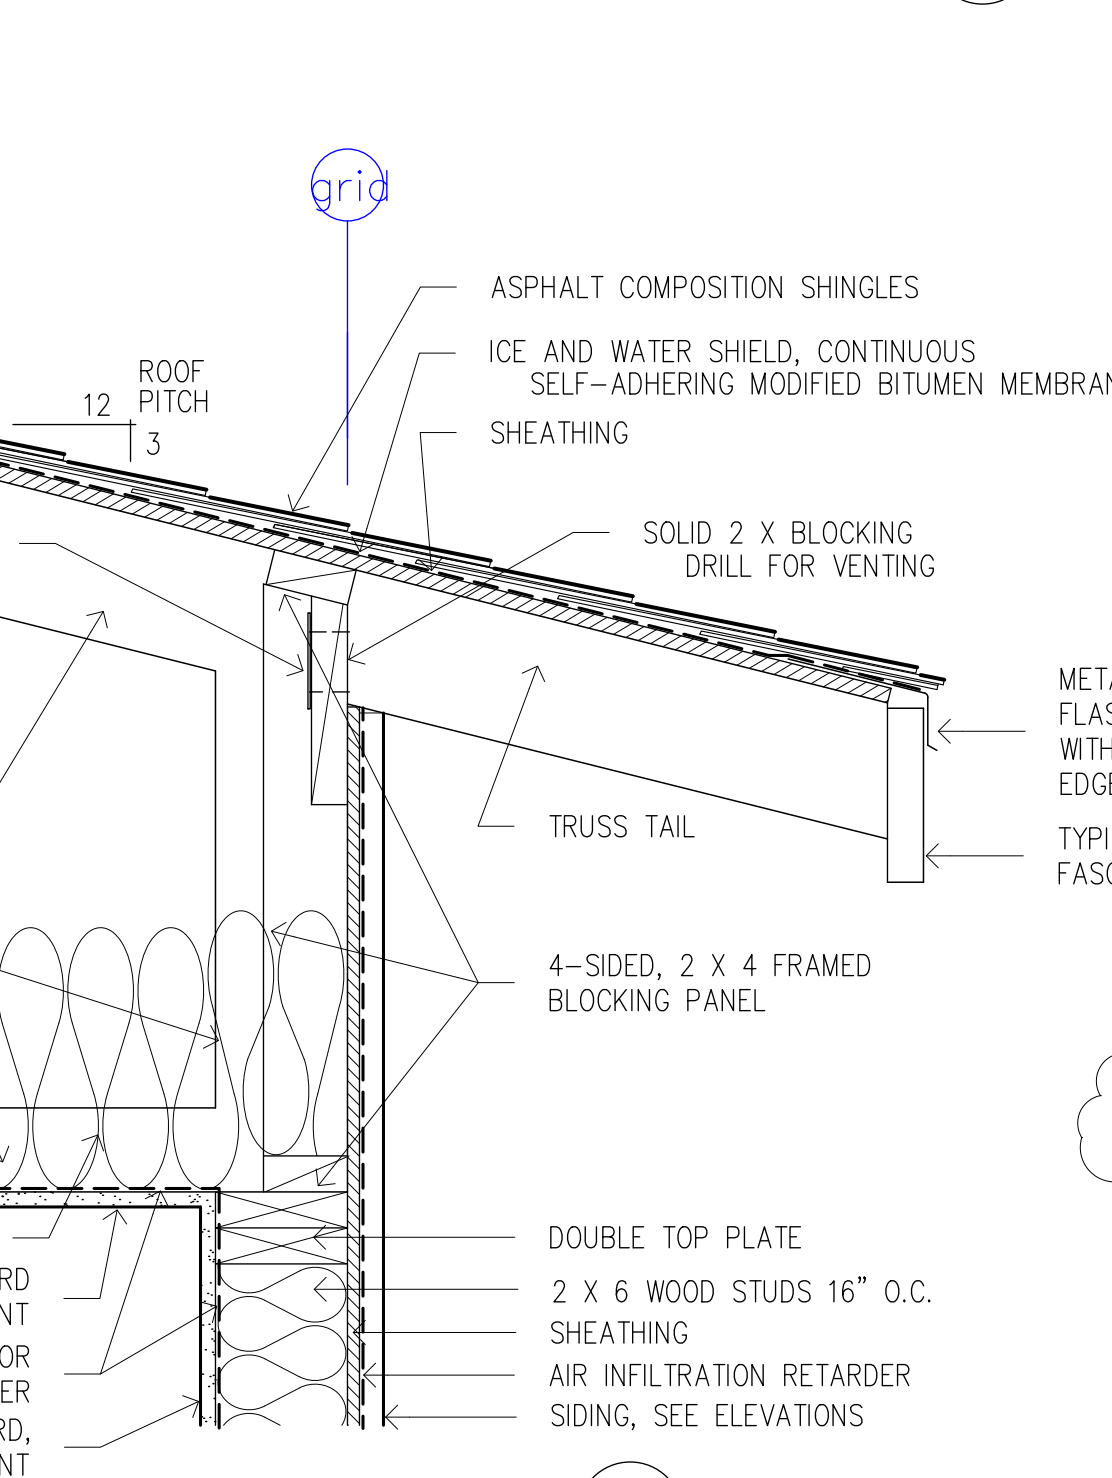 grid
ASPHALT COMPOSITION SHINGLES
ICE AND WATER SHIELD, CONTINUOUS
SELF-ADHERING MODIFIED BITUMEN
SHEATHING
ROOF
PITCH
12
3
SOLID 2 X BLOCKING
DRILL FOR VENTING
WITH
TRUSS TAIL
4-SIDED, 2 X 4 FRAMED
BLOCKING PANEL
DOUBLE TOP PLATE
2 X 6 WOOD STUDS 16" O.C.
SHEATHING
AIR INFILTRATION RETARDER
SIDING, SEE ELEVATIONS